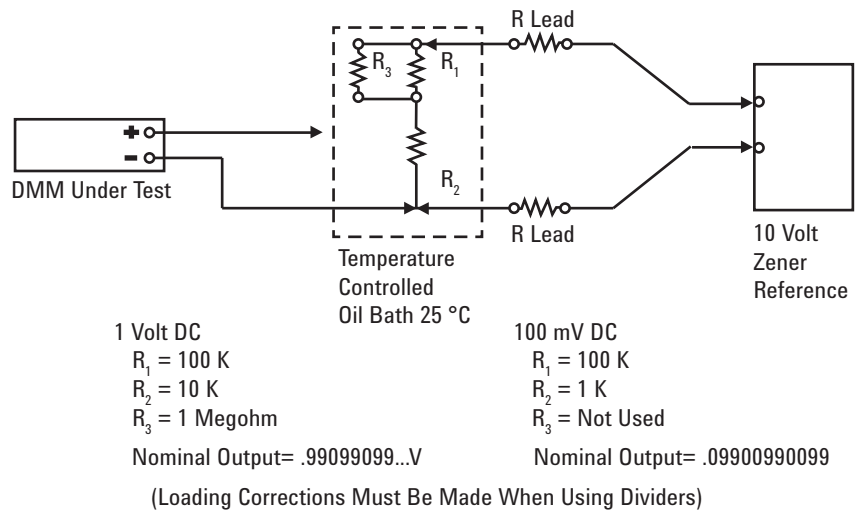 R Lead
R₃
R₁
+
-
DMM Under Test
R₂
R Lead
10 Volt
Zener
Reference
Temperature
Controlled
Oil Bath 25 °C
1 Volt DC
R₁ = 100 K
R₂ = 10 K
R₃ = 1 Megohm
Nominal Output= .99099099...V
100 mV DC
R₁ = 100 K
R₂ = 1 K
R₃ = Not Used
Nominal Output= .09900990099
(Loading Corrections Must Be Made When Using Dividers)